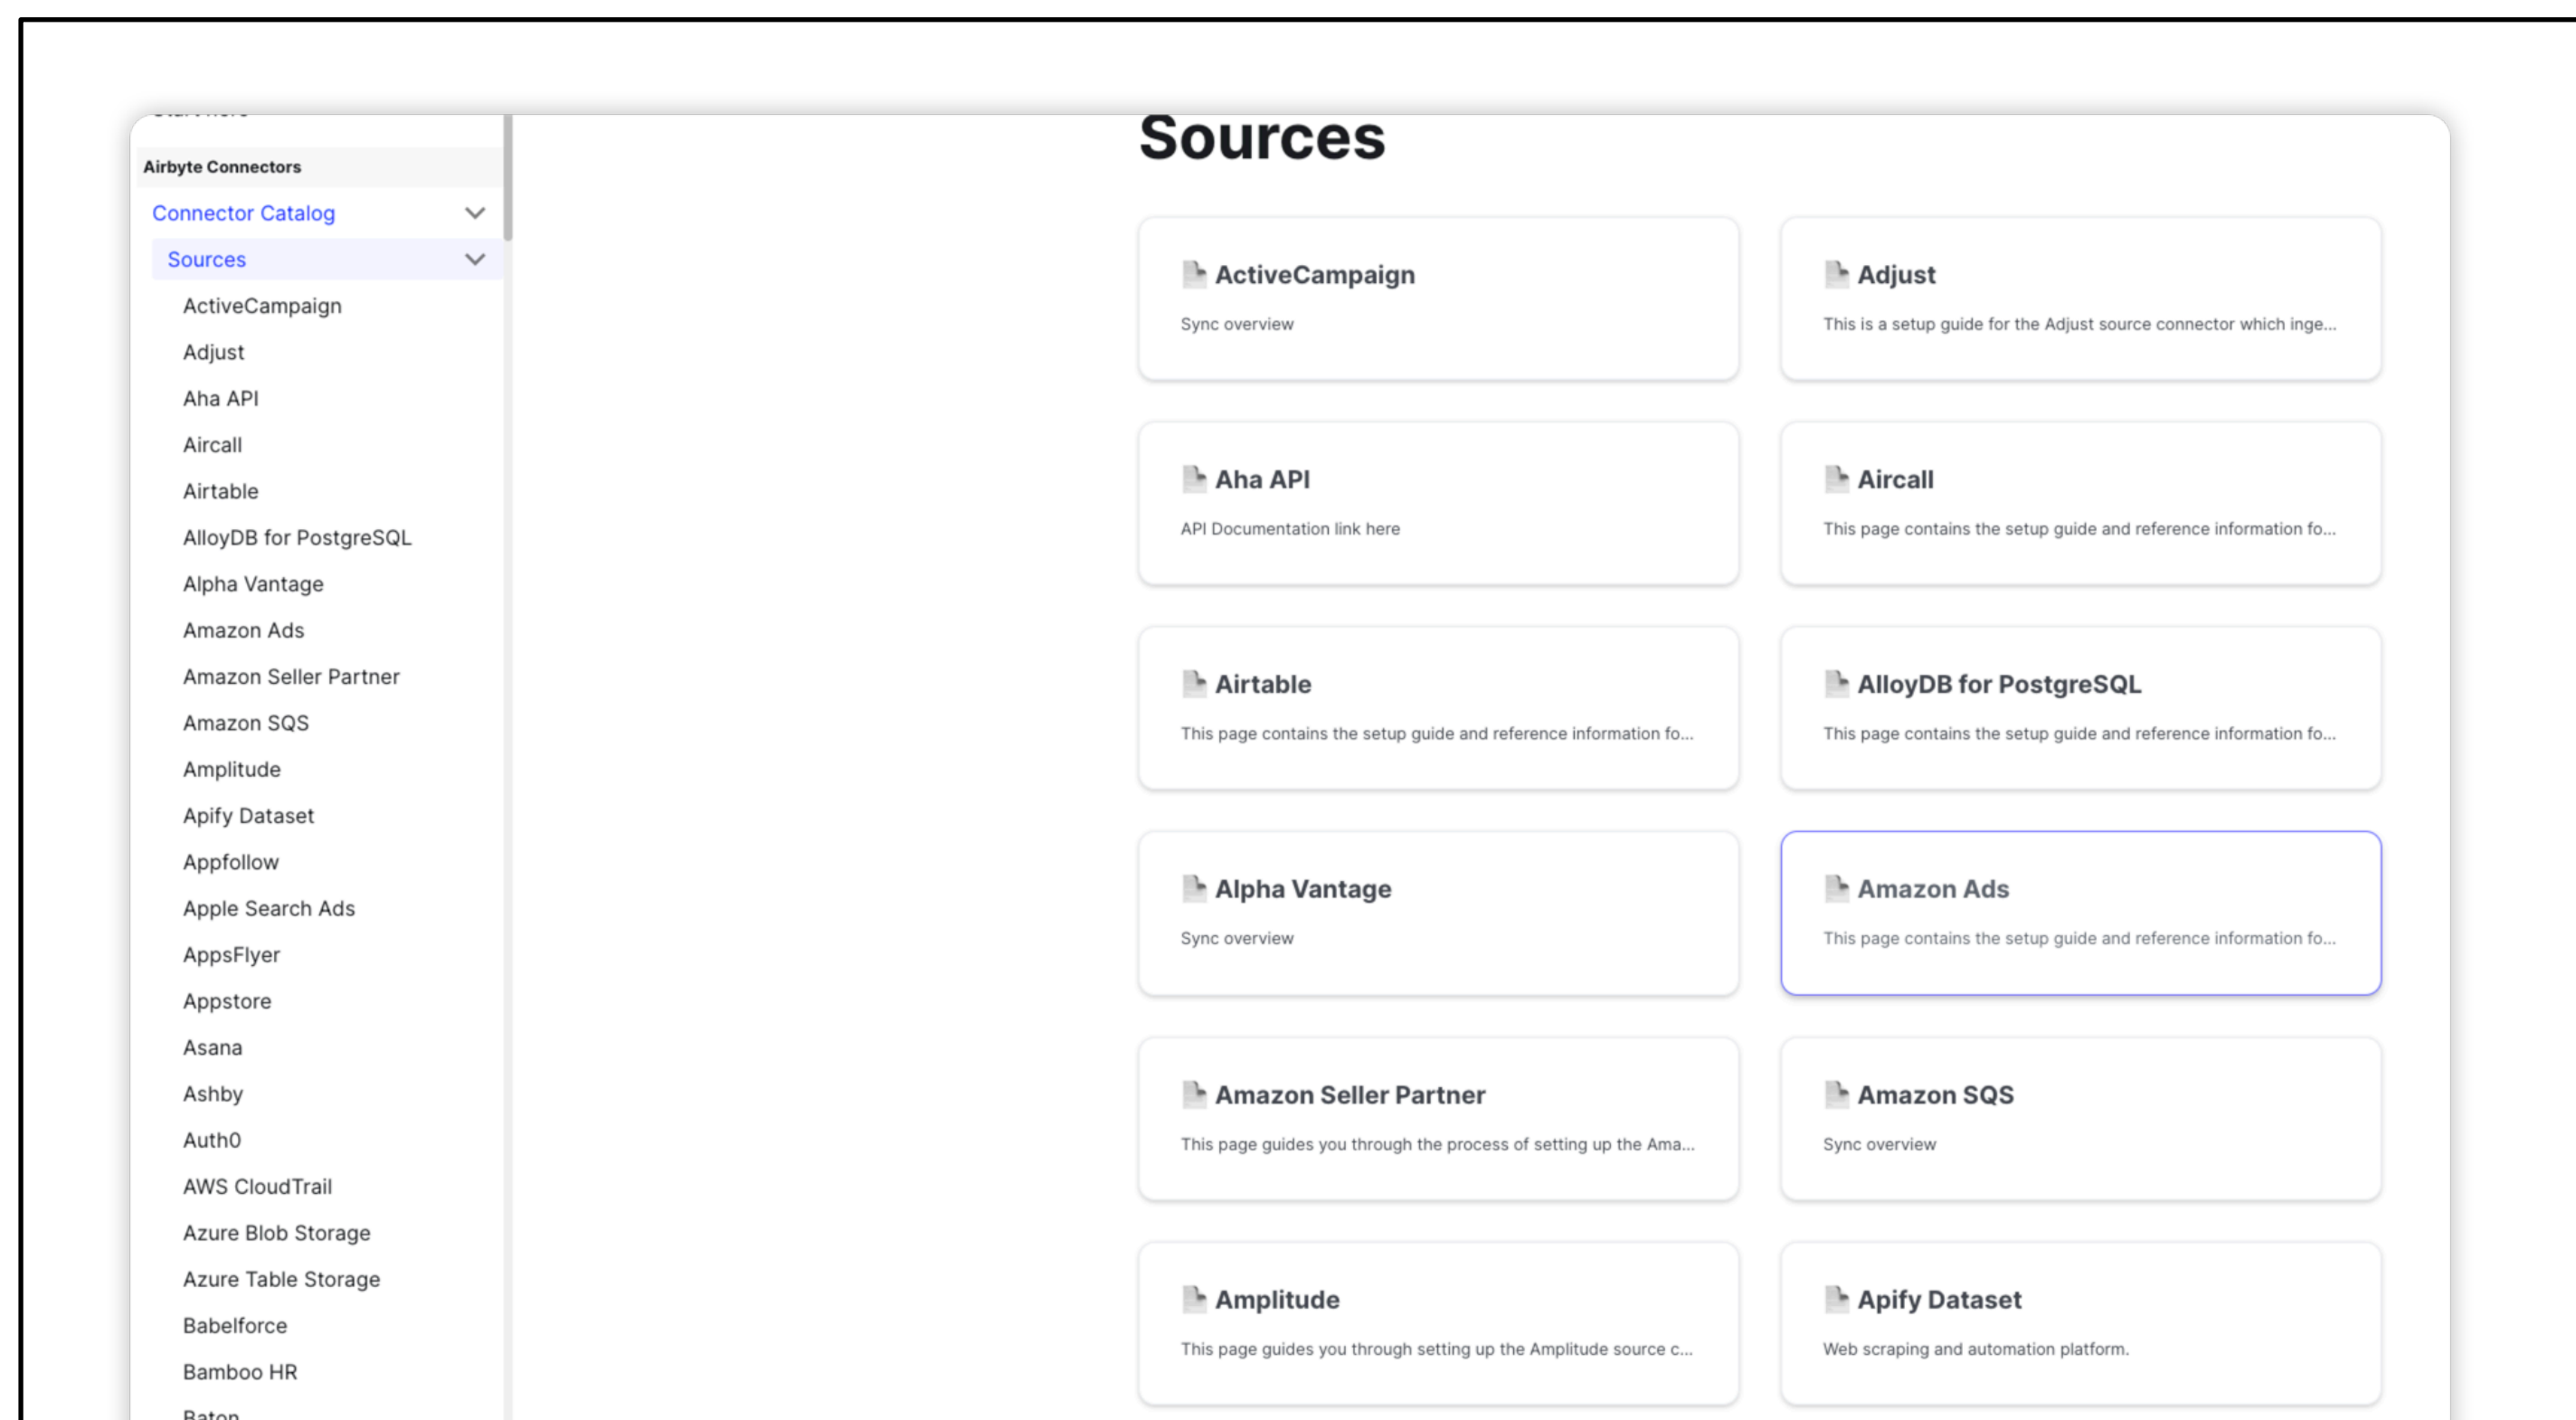 Airbyte Connectors
Connector Catalog
Sources
ActiveCampaign
Adjust
Aha API
Aircall
Airtable
AlloyDB for PostgreSQL
Alpha Vantage
Amazon Ads
Amazon Seller Partner
Amazon SQS
Amplitude
Apify Dataset
Appfollow
Apple Search Ads
AppsFlyer
Appstore
Asana
Ashby
Auth0
AWS CloudTrail
Azure Blob Storage
Azure Table Storage
Babelforce
Bamboo HR
Sources
ActiveCampaign
Sync overview
Adjust
This is a setup guide for the Adjust source connector which inge...
Aha API
API Documentation link here
Aircall
This page contains the setup guide and reference information fo...
Airtable
This page contains the setup guide and reference information fo...
AlloyDB for PostgreSQL
This page contains the setup guide and reference information fo...
Alpha Vantage
Sync overview
Amazon Ads
This page contains the setup guide and reference information fo...
Amazon Seller Partner
This page guides you through the process of setting up the Ama...
Amazon SQS
Sync overview
Amplitude
This page guides you through setting up the Amplitude source c...
Apify Dataset
Web scraping and automation platform.